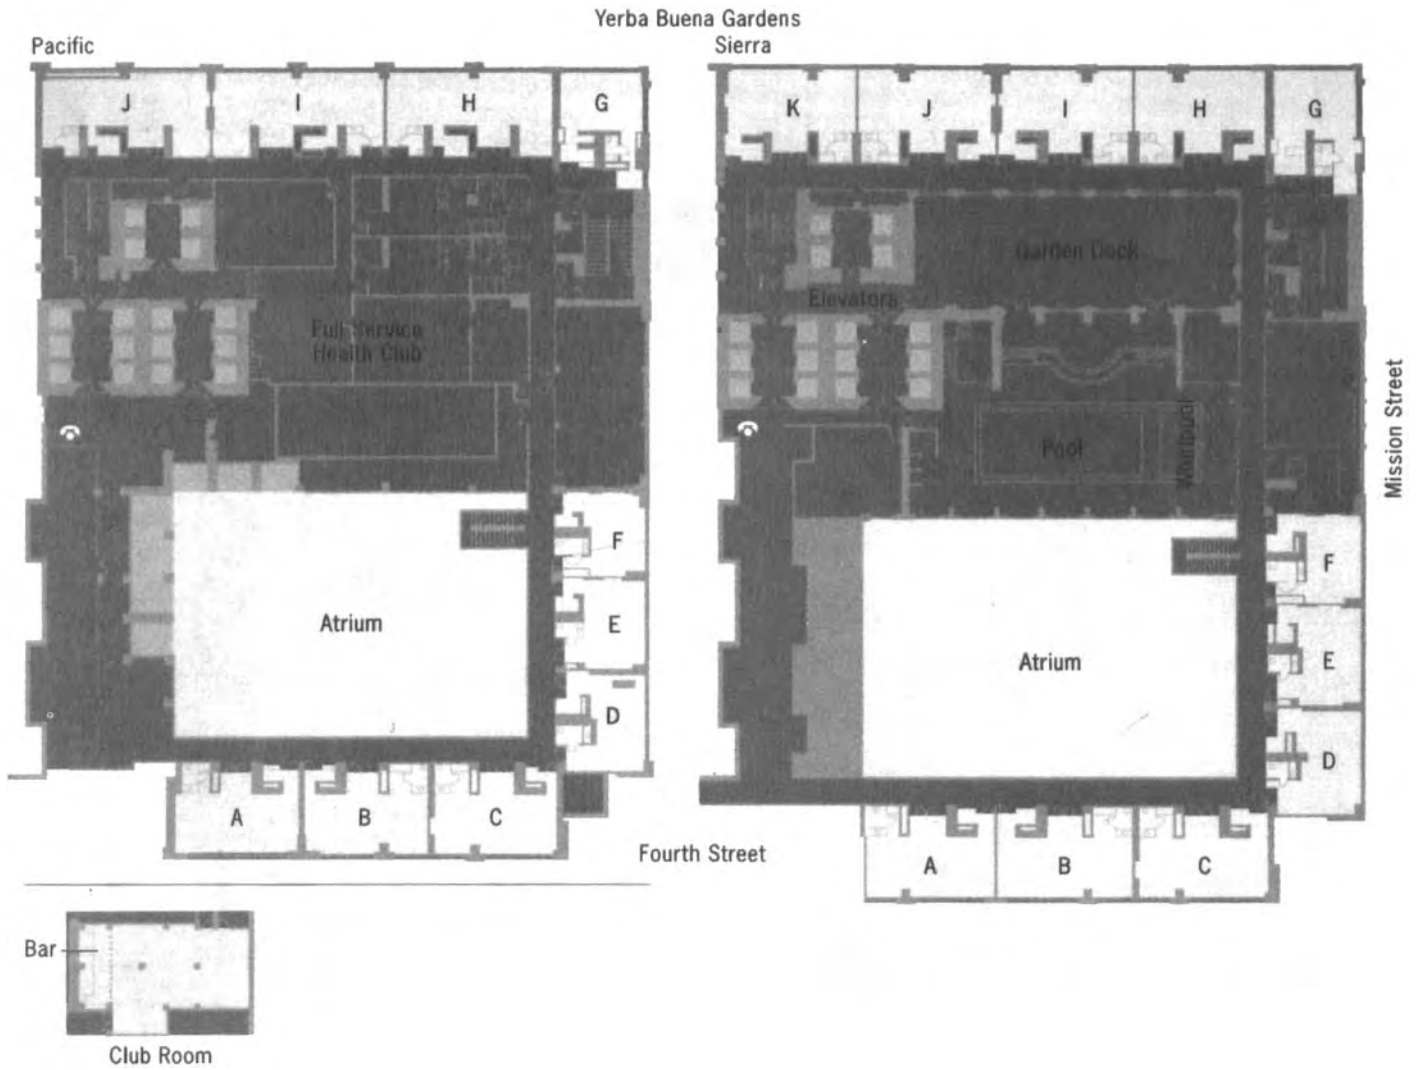 Yerba Buena Gardens
Pacific
J
I
H
G
Full Service
Health Club
F
E
D
Atrium
A
B
C
Sierra
K
J
I
H
G
Garden Deck
Elevators
Pool
Whirlpool
F
E
D
Atrium
A
B
C
Mission Street
Fourth Street
Bar
Club Room